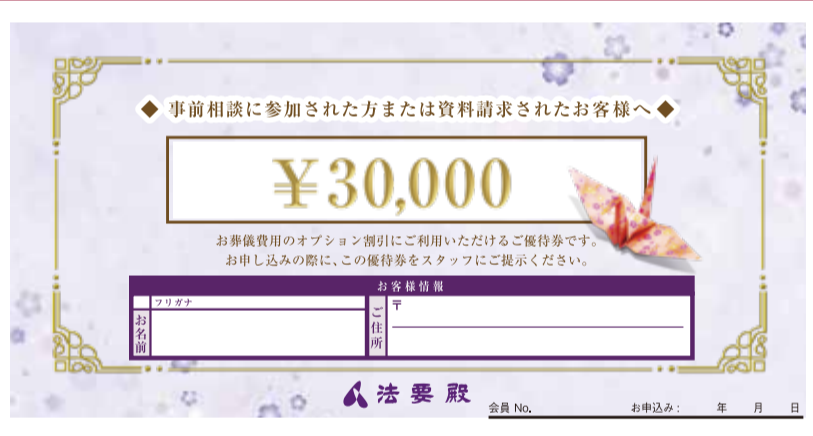 ◆ 事前相談に参加された方または資料請求されたお客様へ ◆
¥30,000
お葬儀費用のオプション割引にご利用いただけるご優待券です。
お申し込みの際に、この優待券をスタッフにご提示ください。
お客様情報
フリガナ
お名前
ご住所
〒
法要殿
会員 No.
お申込み: 年 月 日